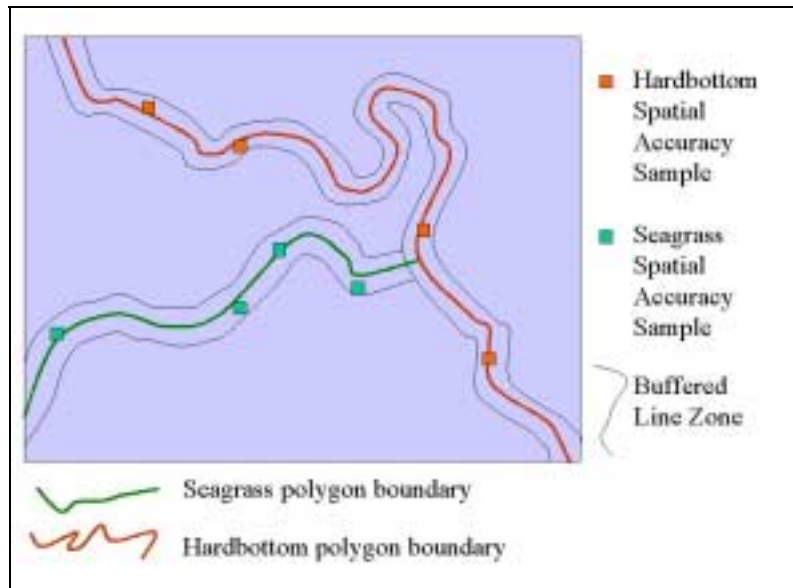 Hardbottom
Spatial
Accuracy
Sample
Seagrass
Spatial
Accuracy
Sample
Buffered
Line Zone
Seagrass polygon boundary
Hardbottom polygon boundary